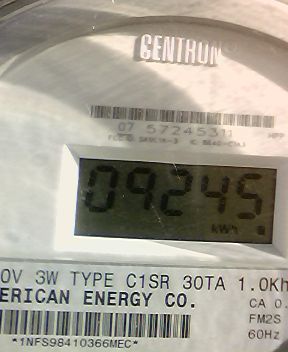 CENTRON®
07 57245311
09245
kWh
0V 3W TYPE C1SR 30TA 1.0Kh
ERICAN ENERGY CO.
CA 0.
FM2S
60Hz
*1NFS98410366MEC*